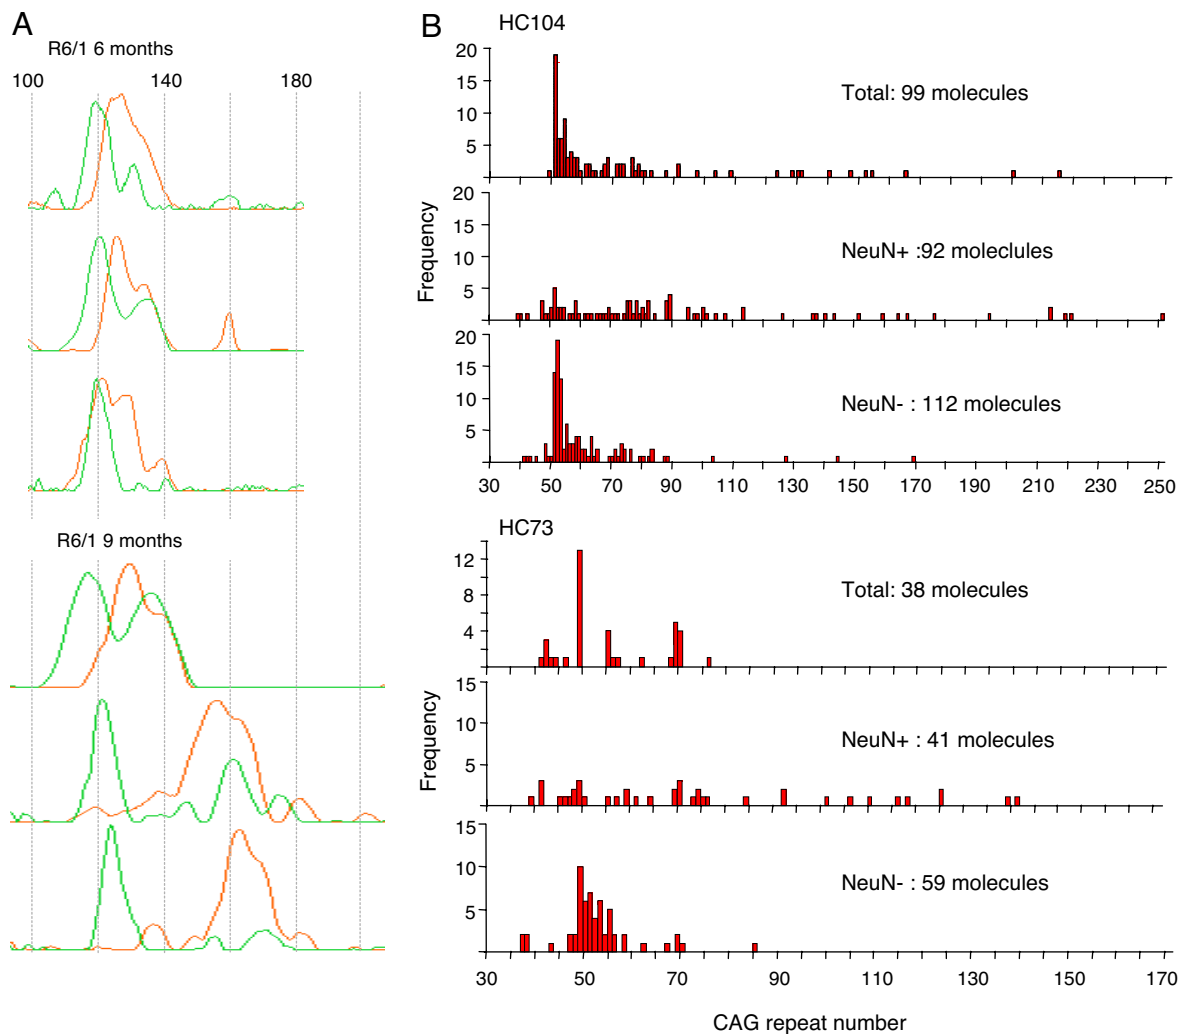 A
R6/1 6 months
100 120 140 160 180
R6/1 9 months
B
HC104
Frequency
20
15
10
5
Total: 99 molecules
20
15
10
5
NeuN+ :92 moleclules
20
15
10
5
NeuN- : 112 molecules
30 50 70 90 110 130 150 170 190 210 230 250
HC73
Frequency
12
8
4
Total: 38 molecules
15
10
5
NeuN+ : 41 molecules
15
10
5
NeuN- : 59 molecules
30 50 70 90 110 130 150 170
CAG repeat number